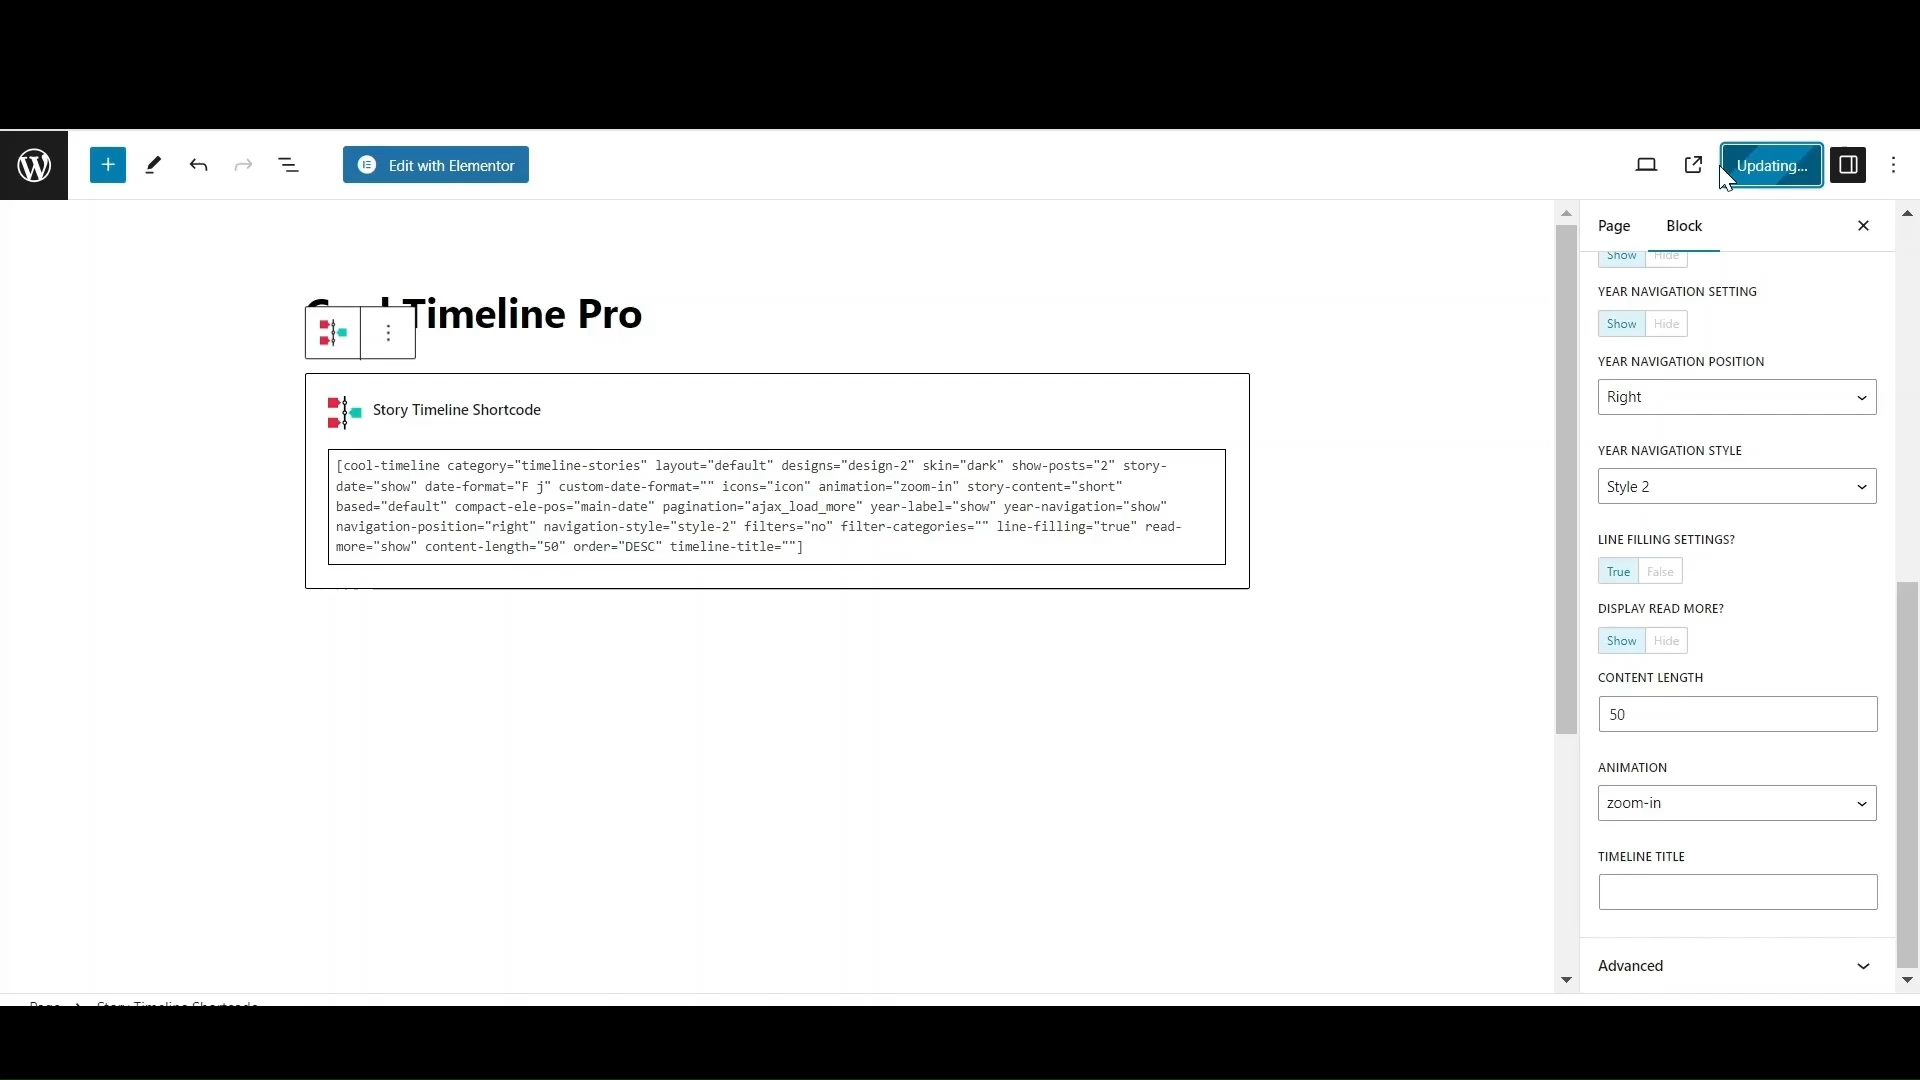 Edit with Elementor
Updating...
Page
Block
Show Hide
YEAR NAVIGATION SETTING
Show Hide
YEAR NAVIGATION POSITION
Right
YEAR NAVIGATION STYLE
Style 2
LINE FILLING SETTINGS?
True False
DISPLAY READ MORE?
Show Hide
CONTENT LENGTH
50
ANIMATION
zoom-in
TIMELINE TITLE
Advanced
Timeline Pro
Story Timeline Shortcode
[cool-timeline category="timeline-stories" layout="default" designs="design-2" skin="dark" show-posts="2" story-
date="show" date-format="F j" custom-date-format="" icons="icon" animation="zoom-in" story-content="short"
based="default" compact-ele-pos="main-date" pagination="ajax_load_more" year-label="show" year-navigation="show"
navigation-position="right" navigation-style="style-2" filters="no" filter-categories="" line-filling="true" read-
more="show" content-length="50" order="DESC" timeline-title=""]
Page Story Timeline Shortcode